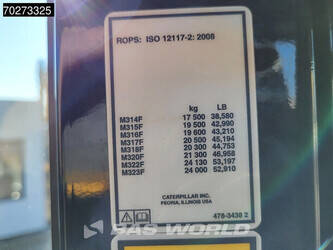 70273325
ROPS: ISO 12117-2: 2008
kg LB
M314F 17 500 38,580
M315F 19 500 42,990
M316F 19 600 43,210
M317F 20 500 45,194
M318F 20 300 44,753
M320F 21 300 46,958
M322F 24 130 53,197
M323F 24 000 52,910
BAS WORLD
CATERPILLAR INC.
PEORIA, ILLINOIS USA
478-3438 2